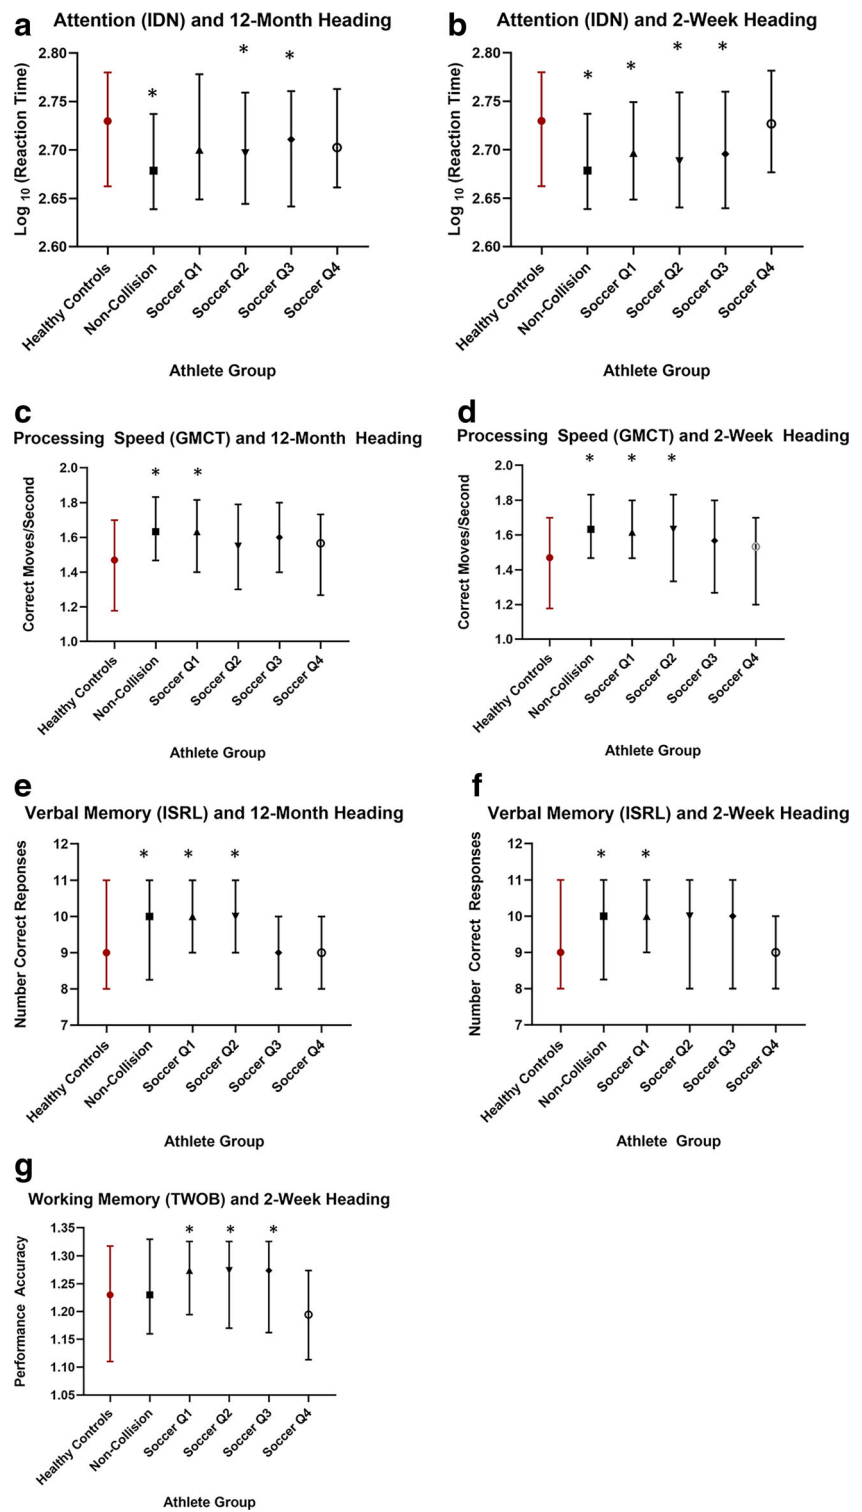 a
Attention (IDN) and 12-Month Heading
* * *
2.80
2.75
2.70
2.65
2.60
Log 10 (Reaction Time)
Healthy Controls
Non-Collision
Soccer Q1
Soccer Q2
Soccer Q3
Soccer Q4
Athlete Group
b
Attention (IDN) and 2-Week Heading
* * * *
2.80
2.75
2.70
2.65
2.60
Log 10 (Reaction Time)
Healthy Controls
Non-Collision
Soccer Q1
Soccer Q2
Soccer Q3
Soccer Q4
Athlete Group
c
Processing Speed (GMCT) and 12-Month Heading
* *
2.0
1.8
1.6
1.4
1.2
1.0
Correct Moves/Second
Healthy Controls
Non-Collision
Soccer Q1
Soccer Q2
Soccer Q3
Soccer Q4
Athlete Group
d
Processing Speed (GMCT) and 2-Week Heading
* * *
2.0
1.8
1.6
1.4
1.2
1.0
Correct Moves/Second
Healthy Controls
Non-Collision
Soccer Q1
Soccer Q2
Soccer Q3
Soccer Q4
Athlete Group
e
Verbal Memory (ISRL) and 12-Month Heading
* * *
12
11
10
9
8
7
Number Correct Reponses
Healthy Controls
Non-Collision
Soccer Q1
Soccer Q2
Soccer Q3
Soccer Q4
Athlete Group
f
Verbal Memory (ISRL) and 2-Week Heading
* *
12
11
10
9
8
7
Number Correct Responses
Healthy Controls
Non-Collision
Soccer Q1
Soccer Q2
Soccer Q3
Soccer Q4
Athlete Group
g
Working Memory (TWOB) and 2-Week Heading
* * *
1.35
1.30
1.25
1.20
1.15
1.10
1.05
Performance Accuracy
Healthy Controls
Non-Collision
Soccer Q1
Soccer Q2
Soccer Q3
Soccer Q4
Athlete Group